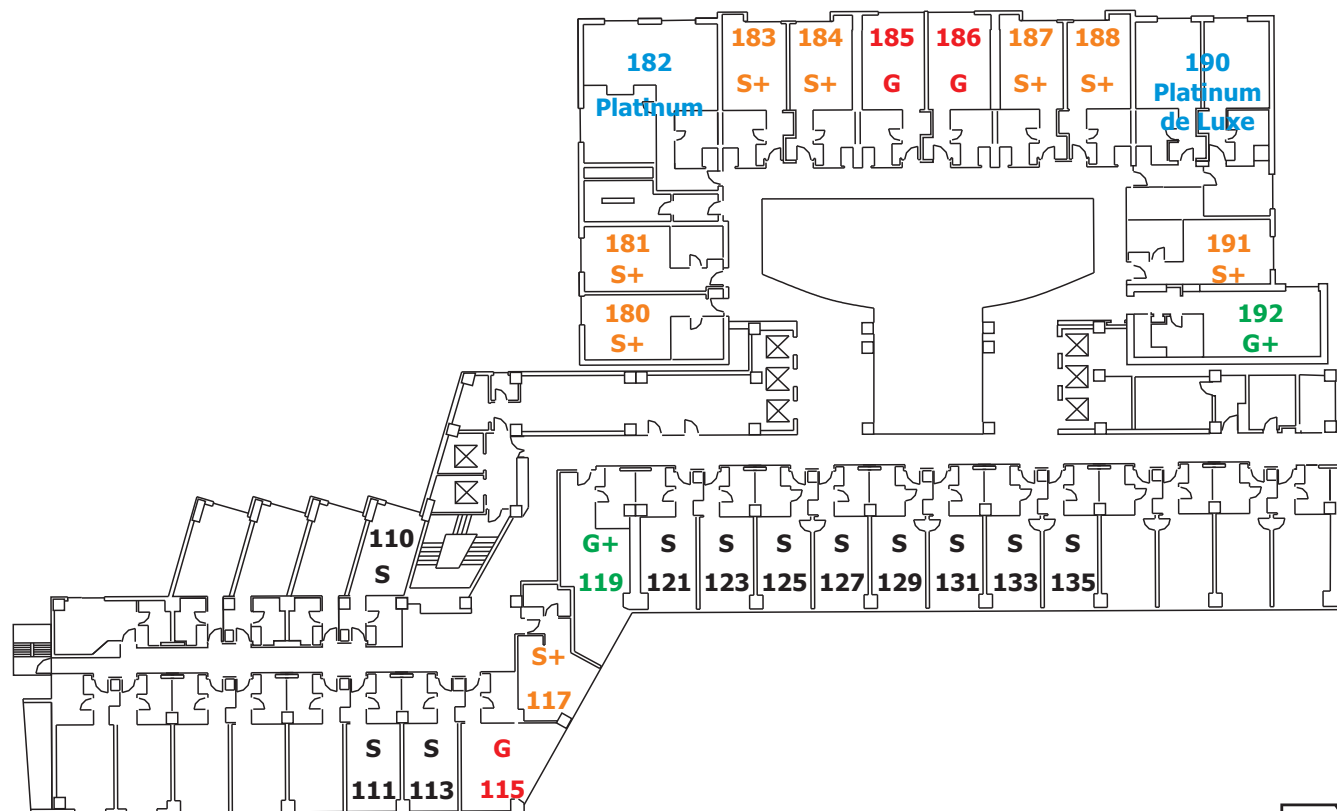 183
184
185
186
187
188
182
S+
S+
G
G
S+
S+
190
Platinum
Platinum
de Luxe
181
S+
191
S+
180
S+
192
G+
110
S
G+
119
S
121
S
123
S
125
S
127
S
129
S
131
S
133
S
135
S+
117
S
111
S
113
G
115